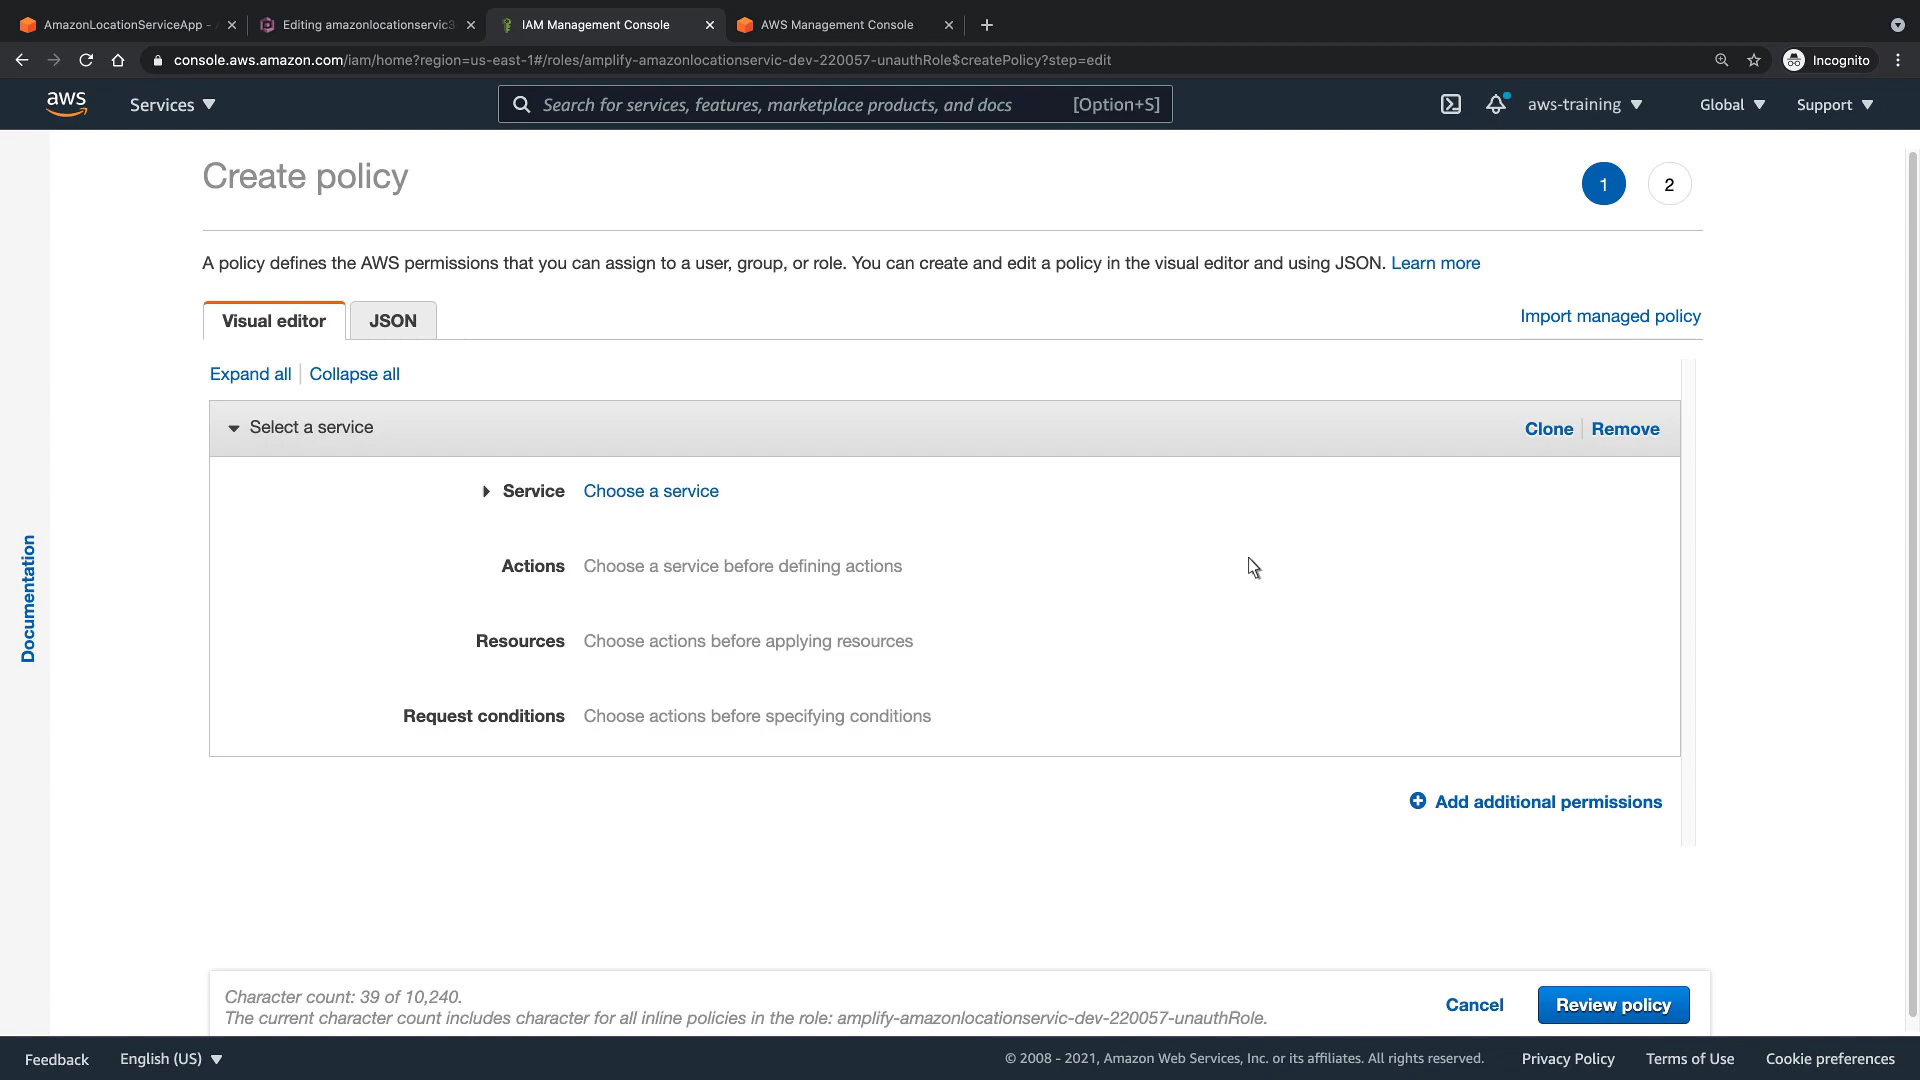 AmazonLocationServiceApp -
Editing amazonlocationservic3
IAM Management Console
AWS Management Console
console.aws.amazon.com/iam/home?region=us-east-1#/roles/amplify-amazonlocationservic-dev-220057-unauthRole$createPolicy?step=edit
Incognito
aws
Services
Search for services, features, marketplace products, and docs
[Option+S]
aws-training
Global
Support
Create policy
1
2
A policy defines the AWS permissions that you can assign to a user, group, or role. You can create and edit a policy in the visual editor and using JSON. Learn more
Visual editor
JSON
Import managed policy
Expand all
Collapse all
Select a service
Clone
Remove
Service
Choose a service
Actions
Choose a service before defining actions
Resources
Choose actions before applying resources
Request conditions
Choose actions before specifying conditions
Documentation
Add additional permissions
Character count: 39 of 10,240.
The current character count includes character for all inline policies in the role: amplify-amazonlocationservic-dev-220057-unauthRole.
Cancel
Review policy
Feedback
English (US)
© 2008 - 2021, Amazon Web Services, Inc. or its affiliates. All rights reserved.
Privacy Policy
Terms of Use
Cookie preferences